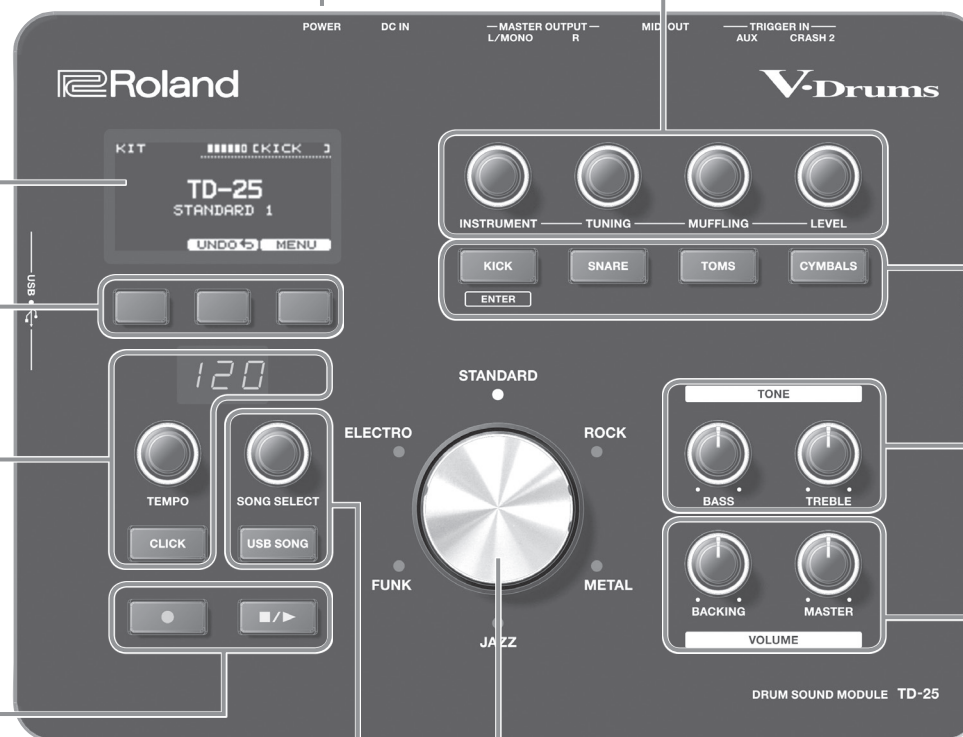 POWER DC IN MASTER OUTPUT MIDI OUT TRIGGER IN
L/MONO R AUX CRASH 2
Roland
V-Drums
KIT [KICK ]
TD-25
STANDARD 1
UNDO MENU
INSTRUMENT TUNING MUFFLING LEVEL
KICK SNARE TOMS CYMBALS
ENTER
USB
120
TEMPO SONG SELECT
CLICK USB SONG
STANDARD
ELECTRO ROCK
FUNK METAL
JAZZ
TONE
BASS TREBLE
BACKING MASTER
VOLUME
DRUM SOUND MODULE TD-25